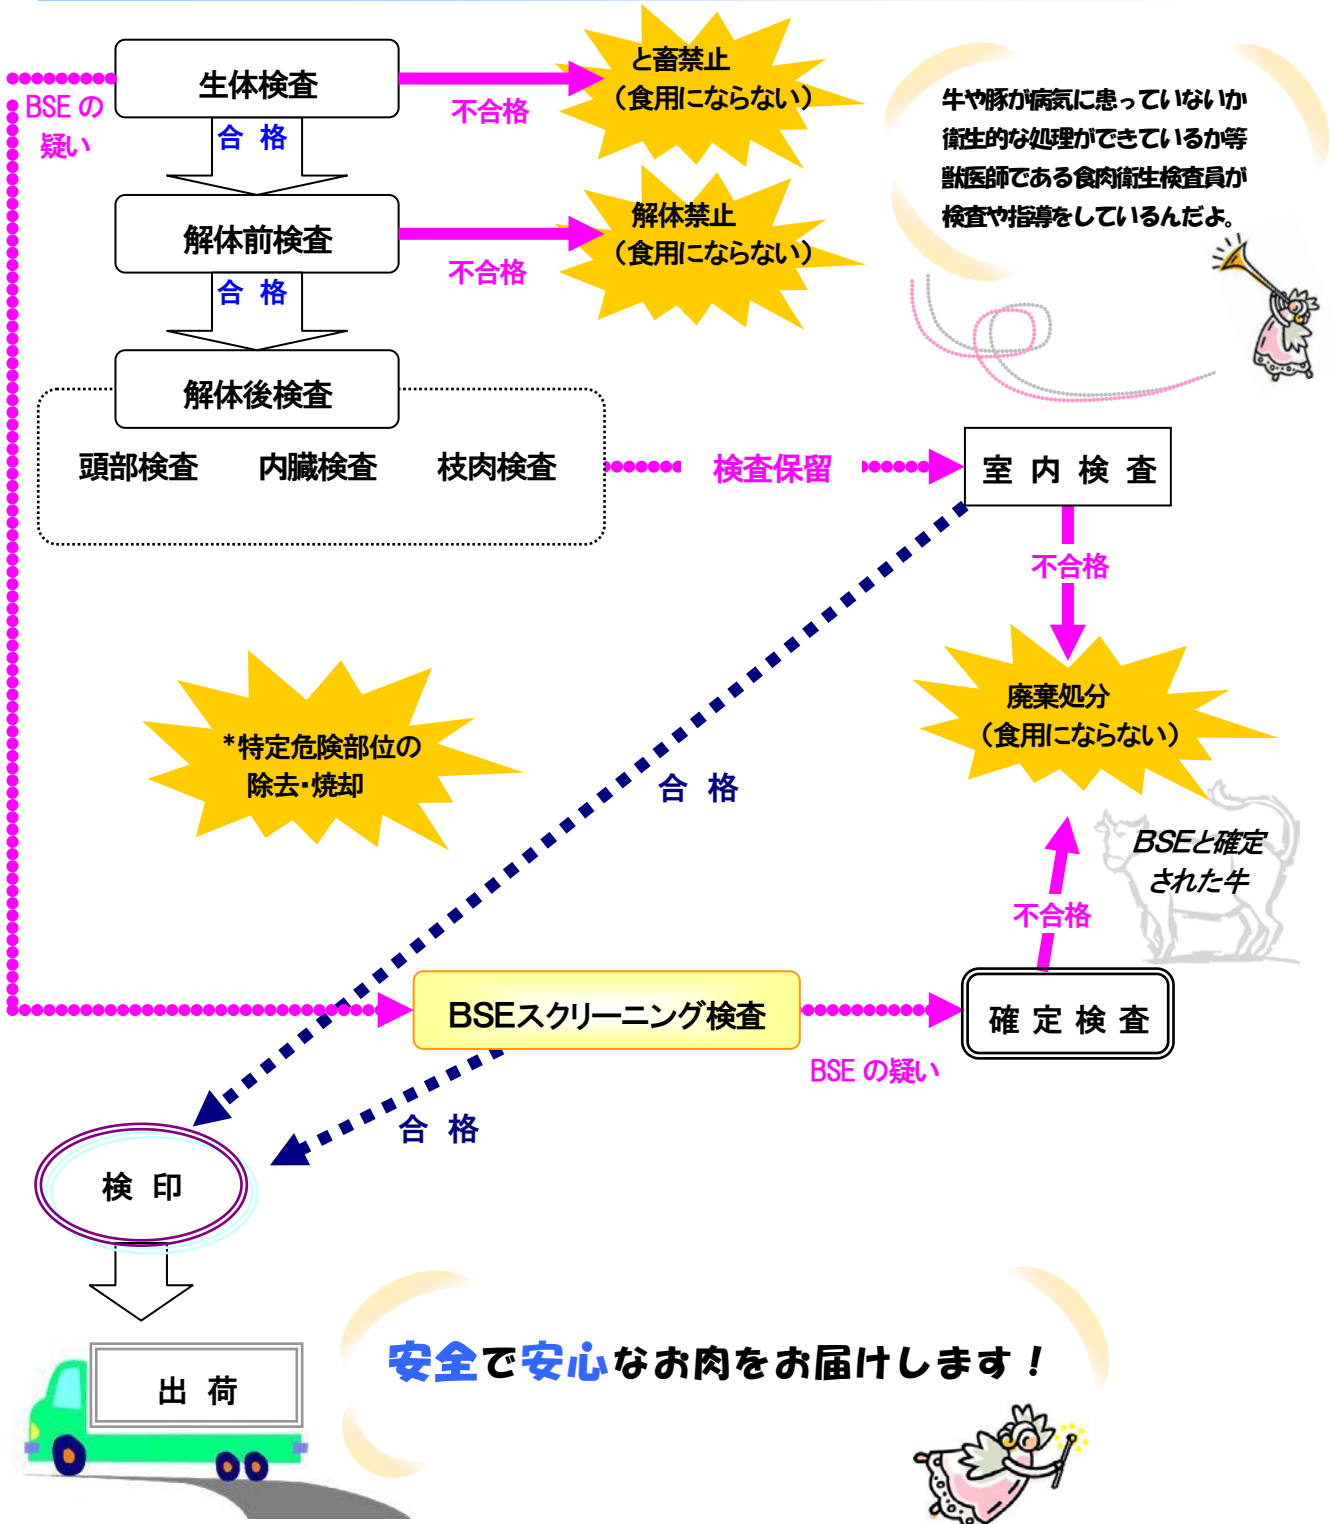 生体検査
BSE の
疑い
不合格
と畜禁止
（食用にならない）
牛や豚が病気に患っていないか
衛生的な処理ができているか等
獣医師である食肉衛生検査員が
検査や指導をしているんだよ。
合 格
解体前検査
不合格
解体禁止
（食用にならない）
合 格
解体後検査
頭部検査 内臓検査 枝肉検査
検査保留
室 内 検 査
不合格
廃棄処分
（食用にならない）
*特定危険部位の
除去・焼却
合 格
BSEと確定
された牛
不合格
BSEスクリーニング検査
BSE の疑い
確 定 検 査
合 格
検 印
出 荷
安全で安心なお肉をお届けします！